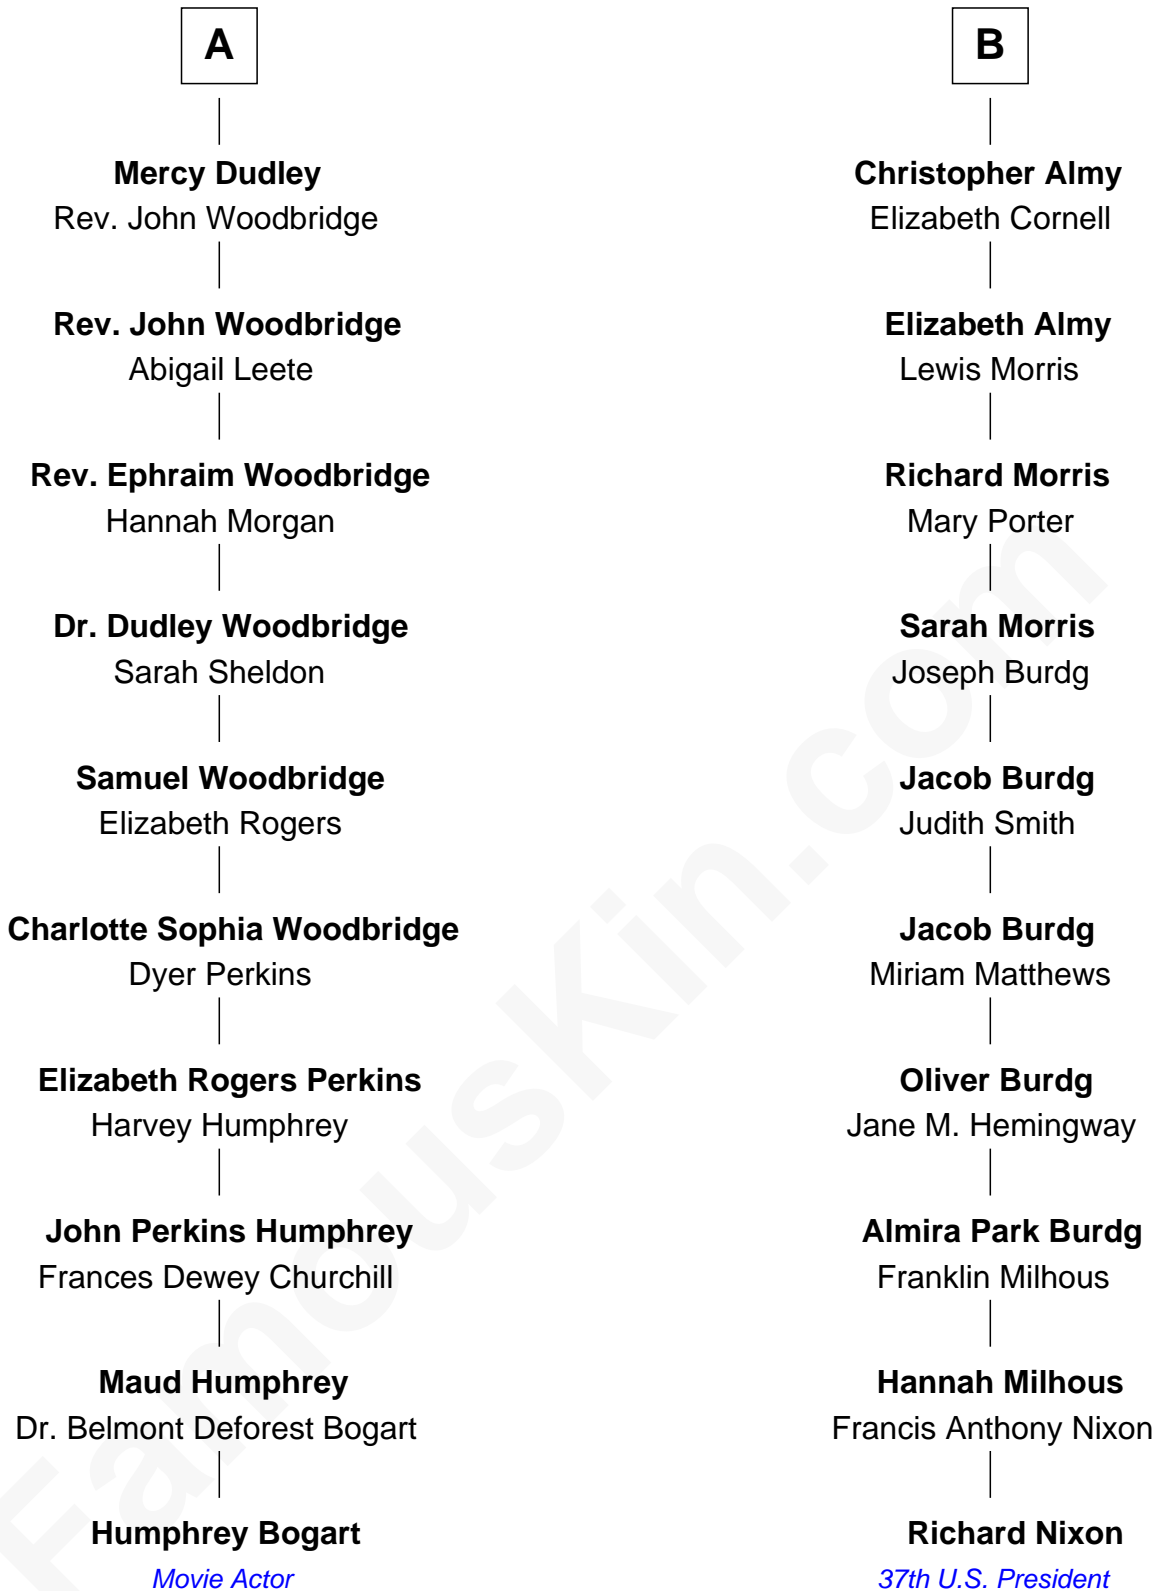 A
Mercy Dudley
Rev. John Woodbridge
Rev. John Woodbridge
Abigail Leete
Rev. Ephraim Woodbridge
Hannah Morgan
Dr. Dudley Woodbridge
Sarah Sheldon
Samuel Woodbridge
Elizabeth Rogers
Charlotte Sophia Woodbridge
Dyer Perkins
Elizabeth Rogers Perkins
Harvey Humphrey
John Perkins Humphrey
Frances Dewey Churchill
Maud Humphrey
Dr. Belmont Deforest Bogart
Humphrey Bogart
Movie Actor
B
Christopher Almy
Elizabeth Cornell
Elizabeth Almy
Lewis Morris
Richard Morris
Mary Porter
Sarah Morris
Joseph Burdg
Jacob Burdg
Judith Smith
Jacob Burdg
Miriam Matthews
Oliver Burdg
Jane M. Hemingway
Almira Park Burdg
Franklin Milhous
Hannah Milhous
Francis Anthony Nixon
Richard Nixon
37th U.S. President
FamousKin.com